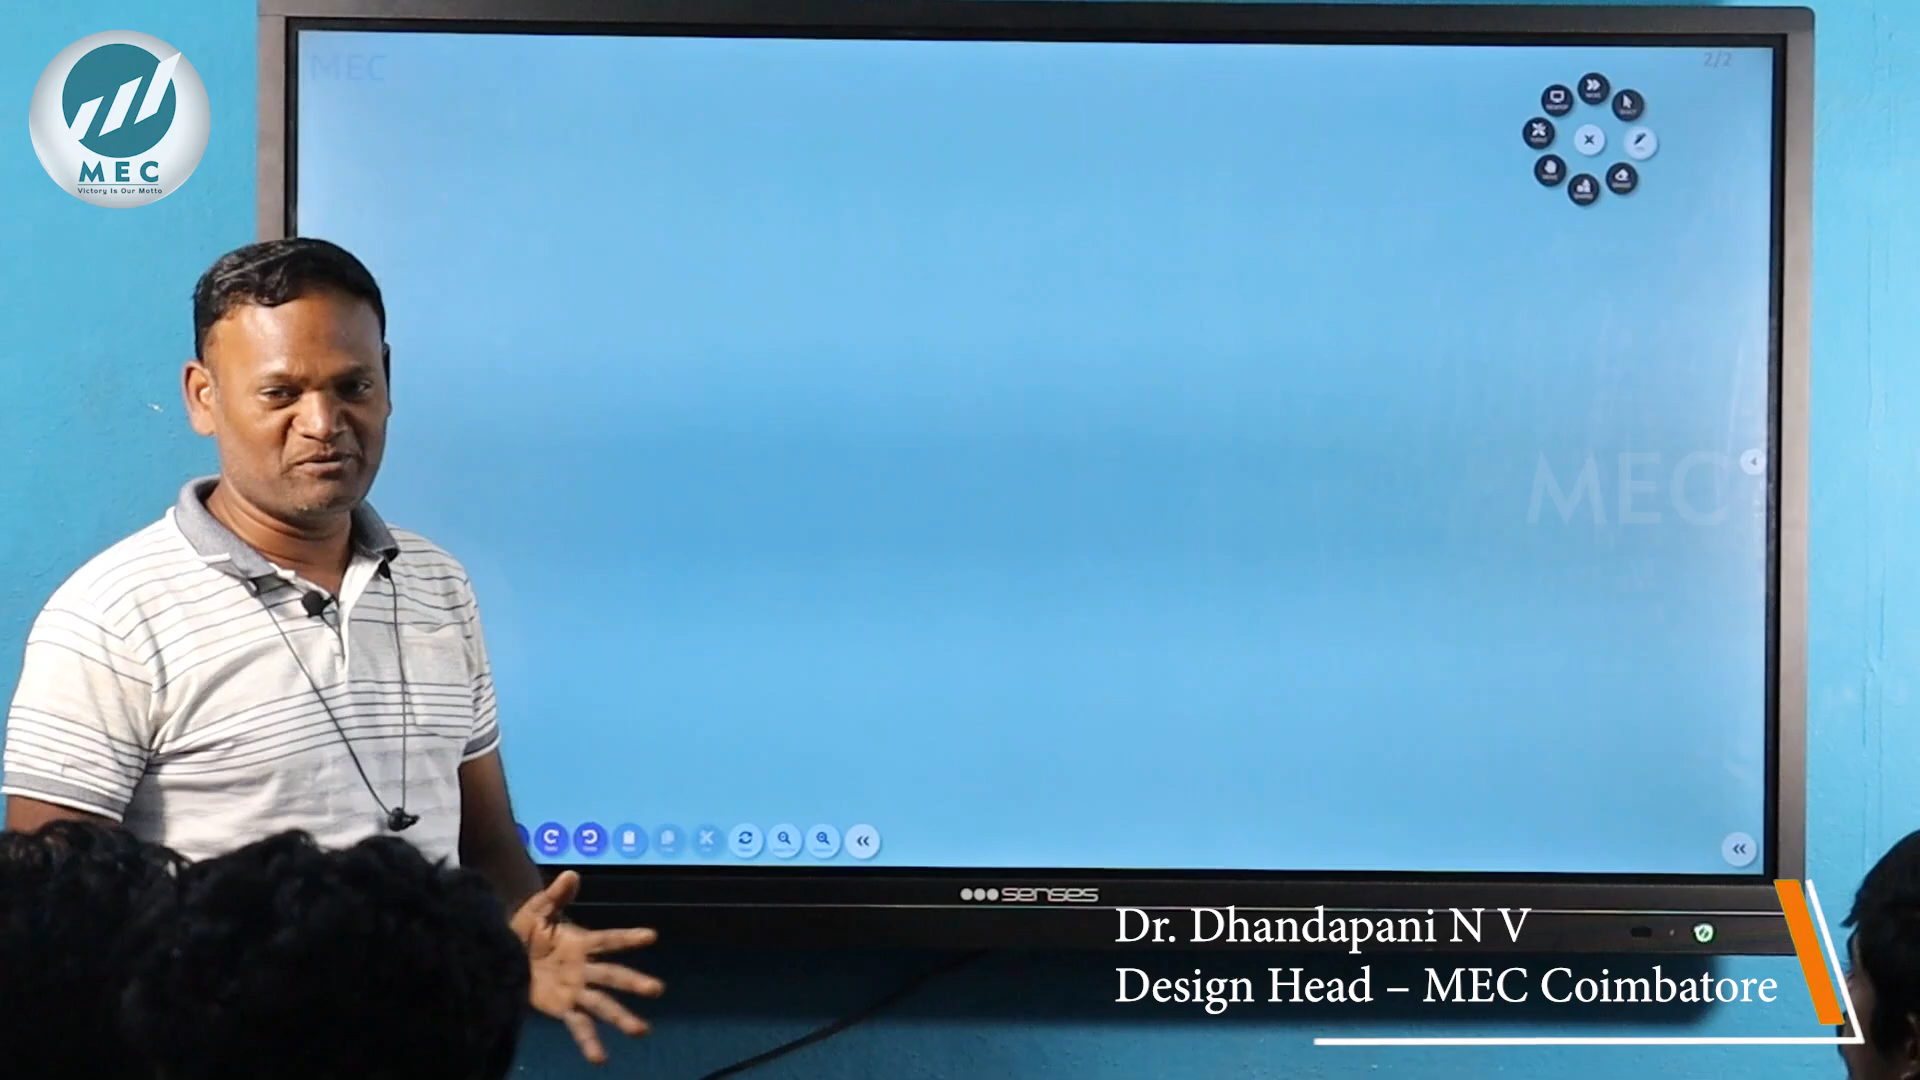 MEC
Victory Is Our Motto
MEC
2/2
MEC
senses
Dr. Dhandapani N V
Design Head – MEC Coimbatore